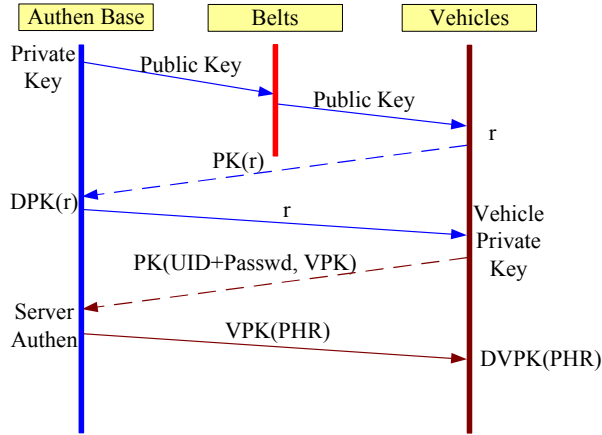 Authen Base
Belts
Vehicles
Private
Key
Public Key
Public Key
r
PK(r)
DPK(r)
r
Vehicle
Private
Key
PK(UID+Passwd, VPK)
Server
Authen
VPK(PHR)
DVPK(PHR)